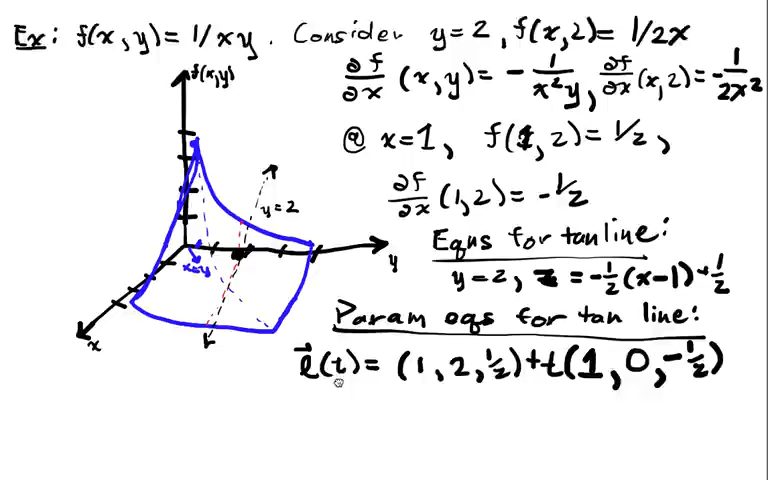 Ex: f(x,y)= 1/xy. Consider y=2, f(x,2)= 1/2x
∂f/∂x (x,y)= - 1/x²y, ∂f/∂x (x,2)= -1/2x²
@ x=1, f(1,2)= 1/2,
∂f/∂x (1,2)= -1/2
Eqns for tan line:
y=2, z = -1/2(x-1)+1/2
Param eqs for tan line:
l⃗(t)= (1,2,1/2)+t(1,0,-1/2)
f(x,y)
y=2
x=y
y
x